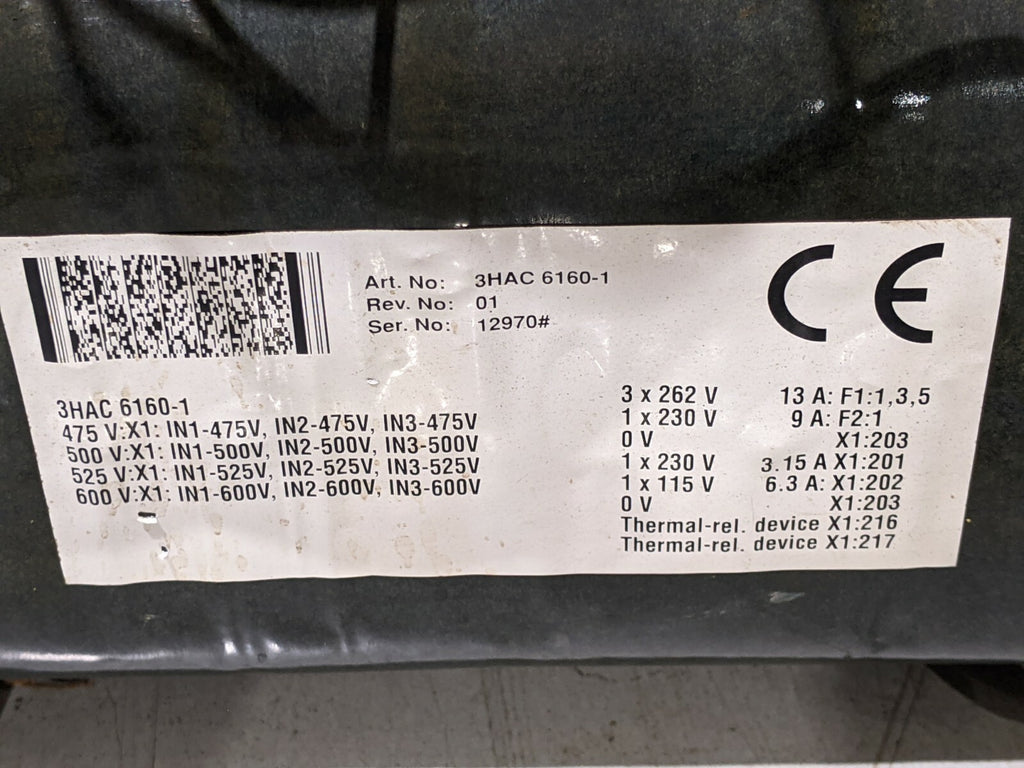 Art. No: 3HAC 6160-1
Rev. No: 01
Ser. No: 12970#
CE
3HAC 6160-1
475 V:X1: IN1-475V, IN2-475V, IN3-475V
500 V:X1: IN1-500V, IN2-500V, IN3-500V
525 V:X1: IN1-525V, IN2-525V, IN3-525V
600 V:X1: IN1-600V, IN2-600V, IN3-600V
3 x 262 V 13 A: F1:1,3,5
1 x 230 V 9 A: F2:1
0 V X1:203
1 x 230 V 3.15 A X1:201
1 x 115 V 6.3 A: X1:202
0 V X1:203
Thermal-rel. device X1:216
Thermal-rel. device X1:217